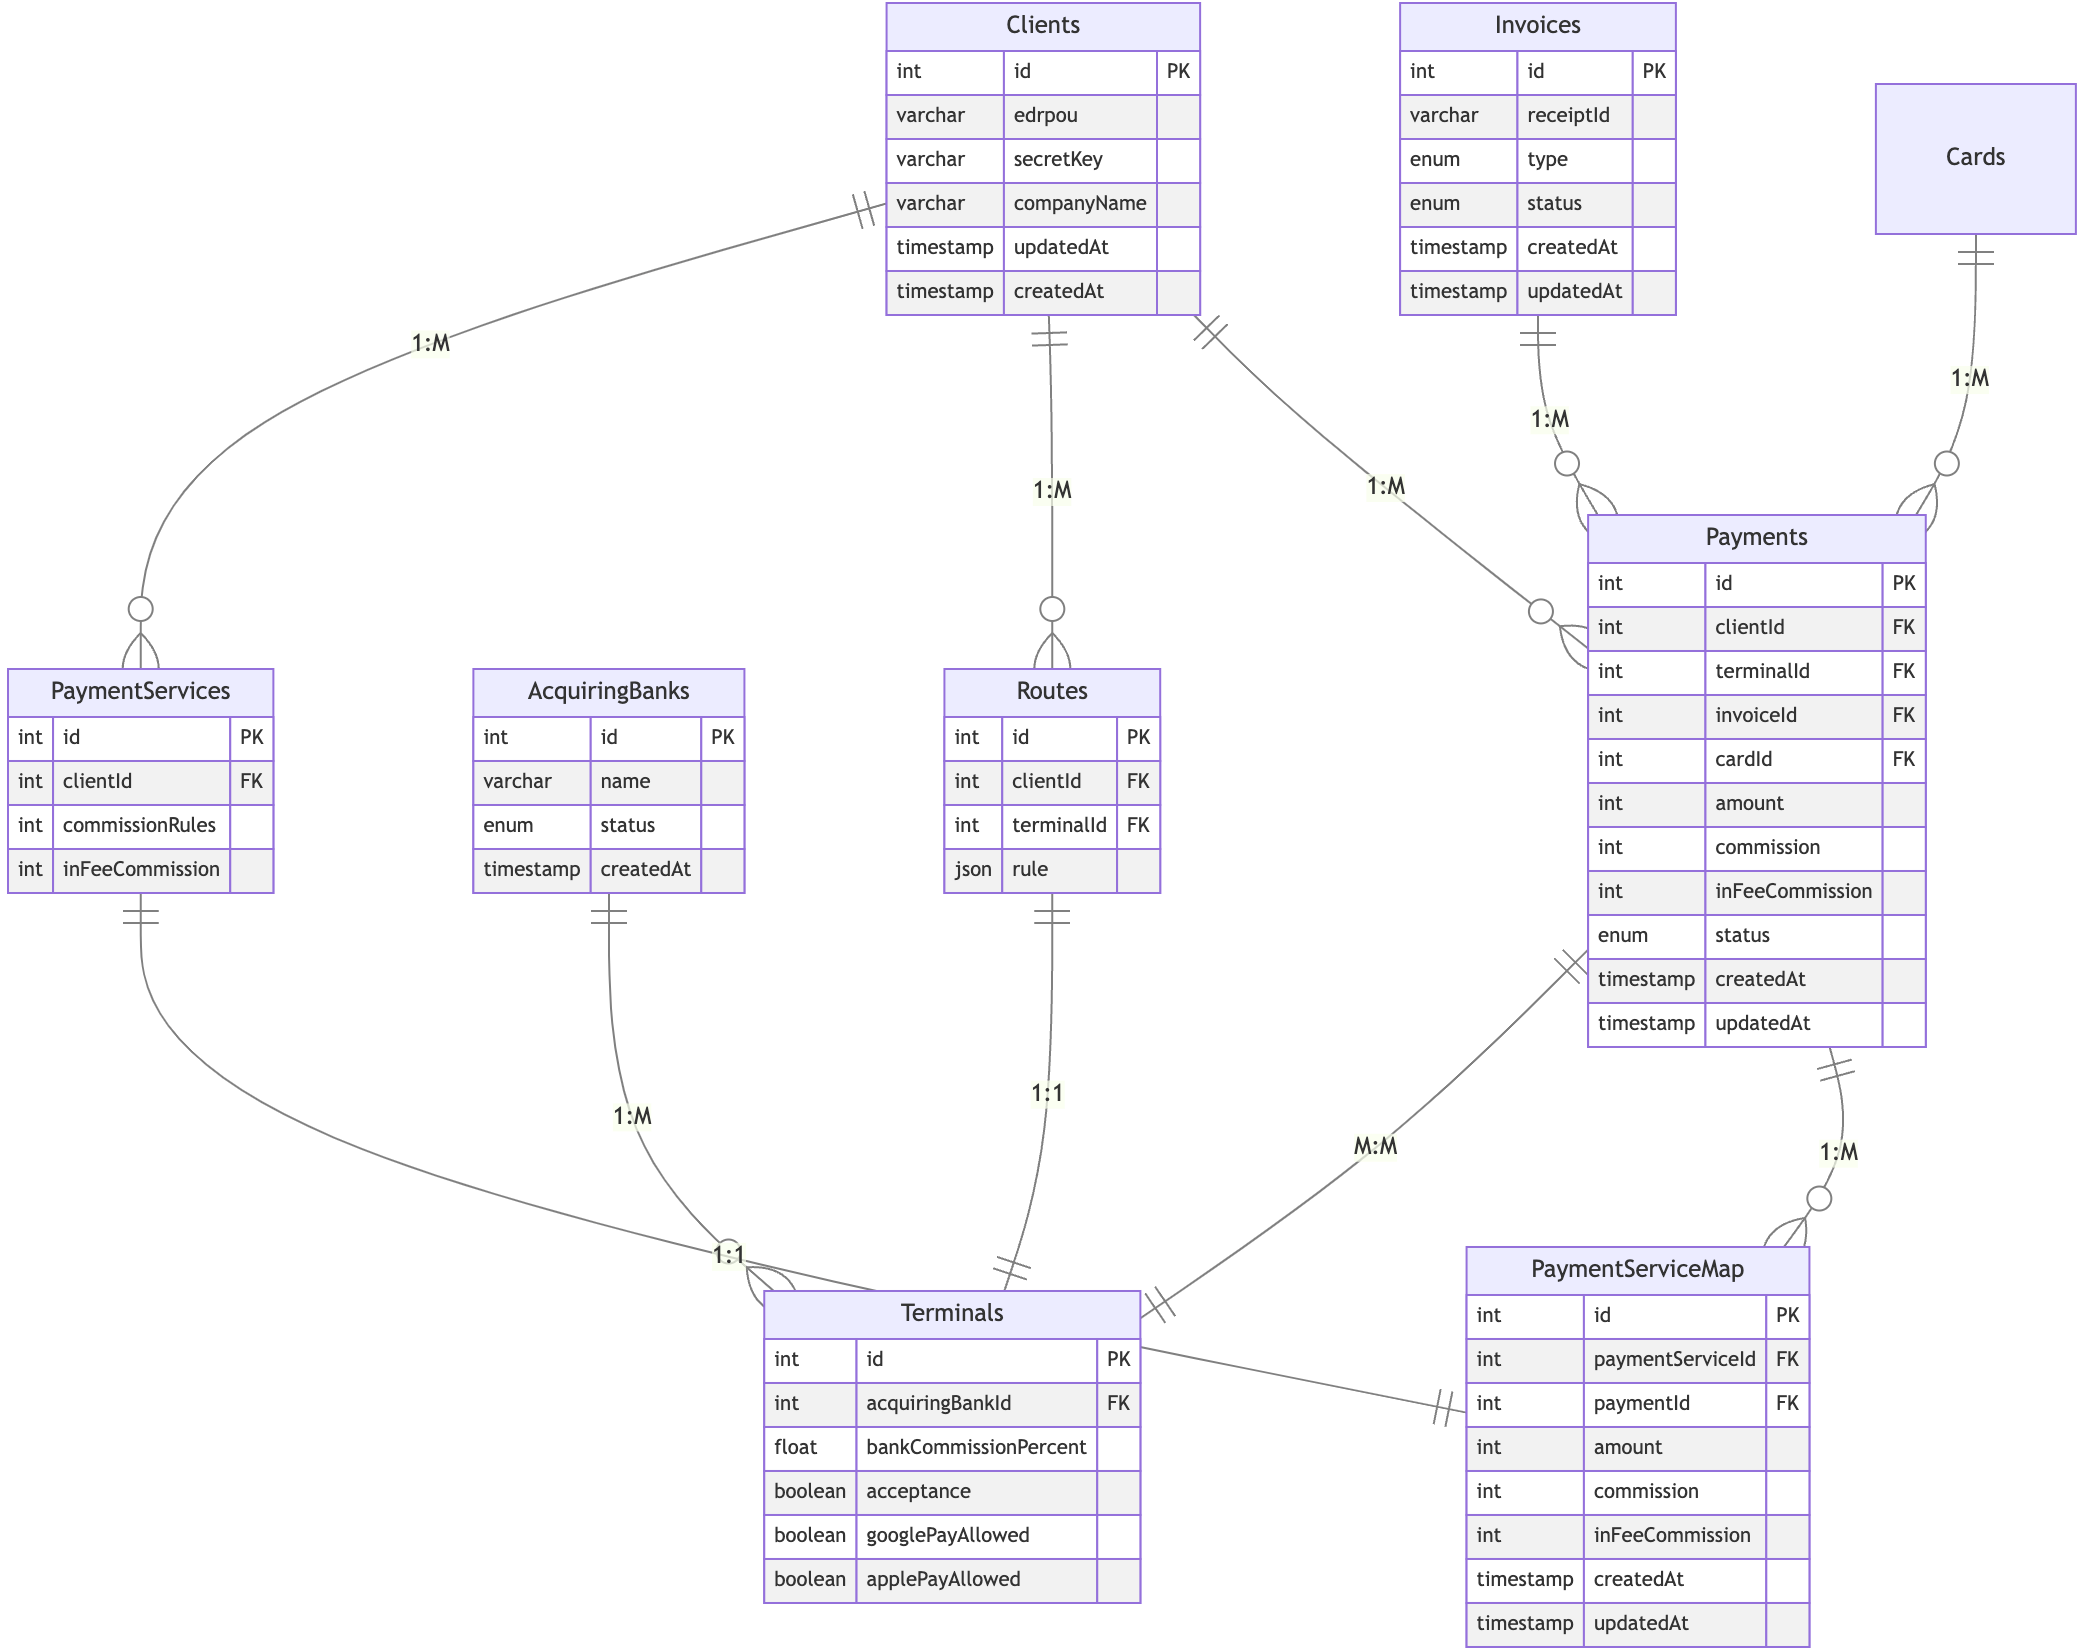 Clients
int id PK
varchar edrpou
varchar secretKey
varchar companyName
timestamp updatedAt
timestamp createdAt
Invoices
int id PK
varchar receiptId
enum type
enum status
timestamp createdAt
timestamp updatedAt
Cards
1:M
1:M
1:M
1:M
1:M
Payments
int id PK
int clientId FK
int terminalId FK
int invoiceId FK
int cardId FK
int amount
int commission
int inFeeCommission
enum status
timestamp createdAt
timestamp updatedAt
PaymentServices
int id PK
int clientId FK
int commissionRules
int inFeeCommission
AcquiringBanks
int id PK
varchar name
enum status
timestamp createdAt
Routes
int id PK
int clientId FK
int terminalId FK
json rule
1:M
1:1
M:M
1:M
1:1
Terminals
int id PK
int acquiringBankId FK
float bankCommissionPercent
boolean acceptance
boolean googlePayAllowed
boolean applePayAllowed
PaymentServiceMap
int id PK
int paymentServiceId FK
int paymentId FK
int amount
int commission
int inFeeCommission
timestamp createdAt
timestamp updatedAt